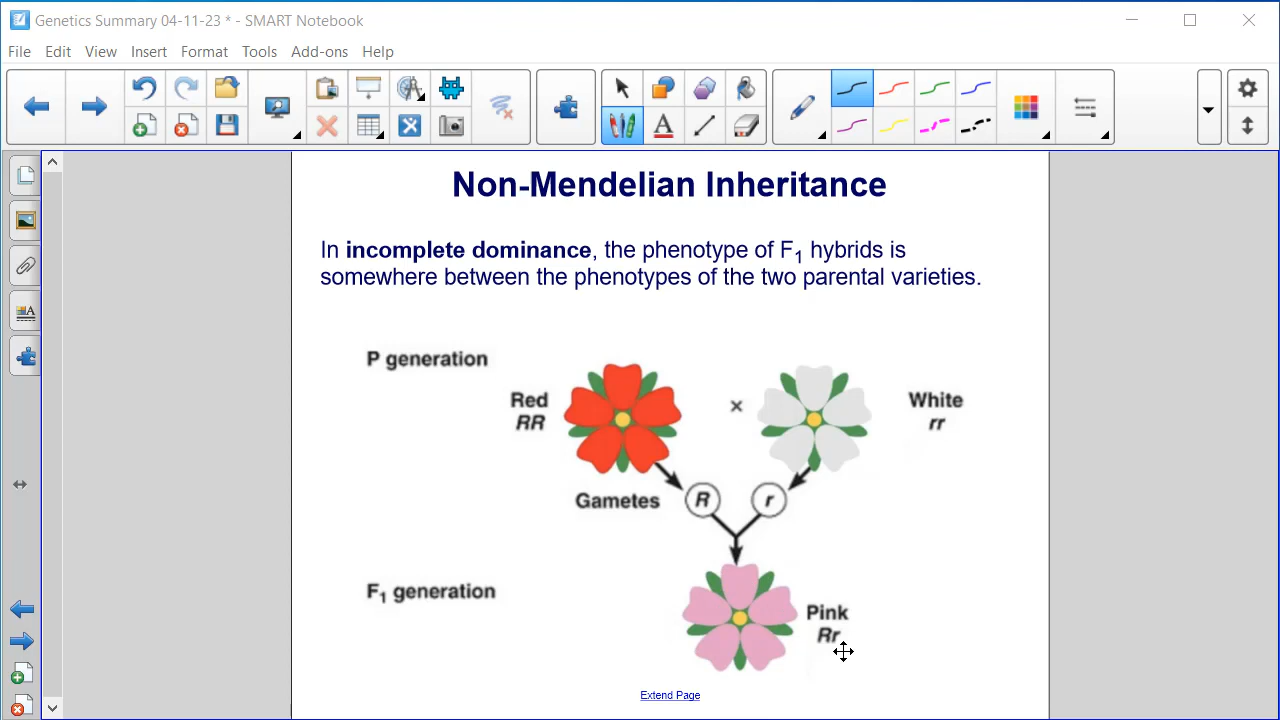 Genetics Summary 04-11-23 * - SMART Notebook
File Edit View Insert Format Tools Add-ons Help
Non-Mendelian Inheritance
In incomplete dominance, the phenotype of F1 hybrids is
somewhere between the phenotypes of the two parental varieties.
P generation
Red
RR
×
White
rr
Gametes
R
r
F1 generation
Pink
Rr
Extend Page